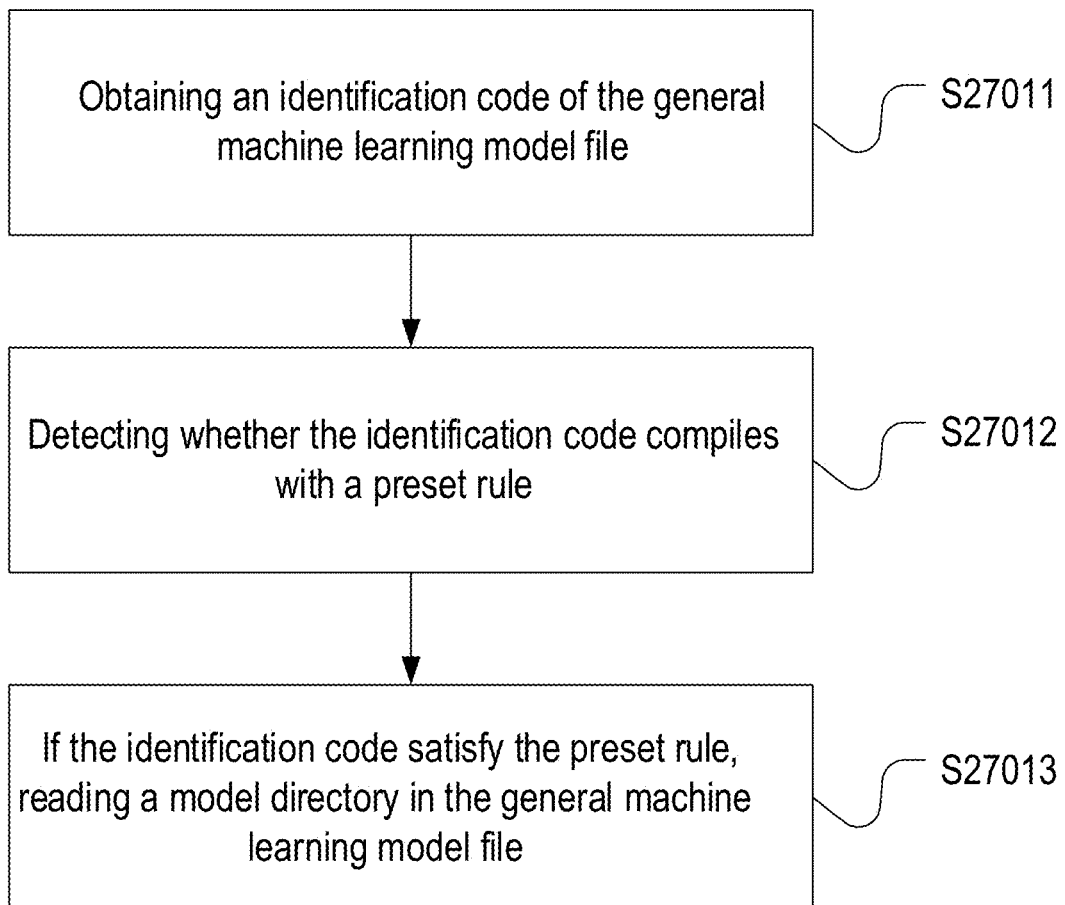 Obtaining an identification code of the general
machine learning model file
S27011
Detecting whether the identification code compiles
with a preset rule
S27012
If the identification code satisfy the preset rule,
reading a model directory in the general machine
learning model file
S27013